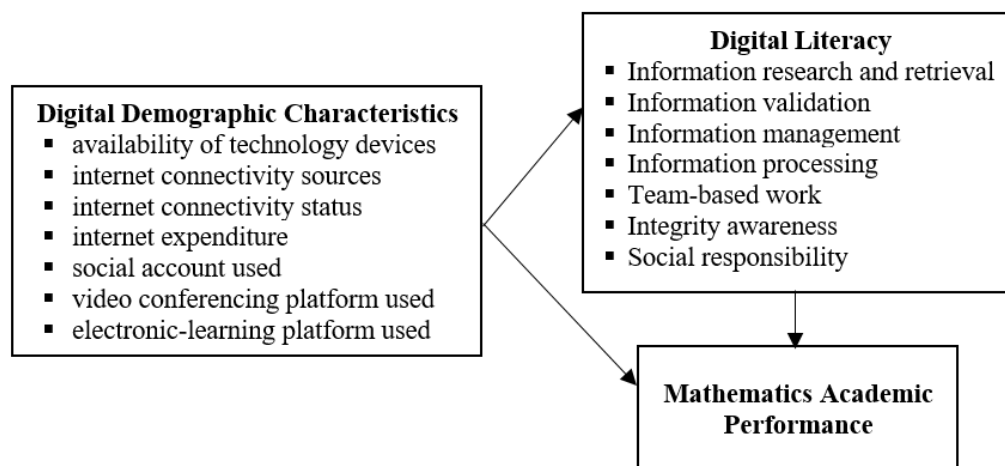 Digital Demographic Characteristics
▪ availability of technology devices
▪ internet connectivity sources
▪ internet connectivity status
▪ internet expenditure
▪ social account used
▪ video conferencing platform used
▪ electronic-learning platform used
Digital Literacy
▪ Information research and retrieval
▪ Information validation
▪ Information management
▪ Information processing
▪ Team-based work
▪ Integrity awareness
▪ Social responsibility
Mathematics Academic
Performance